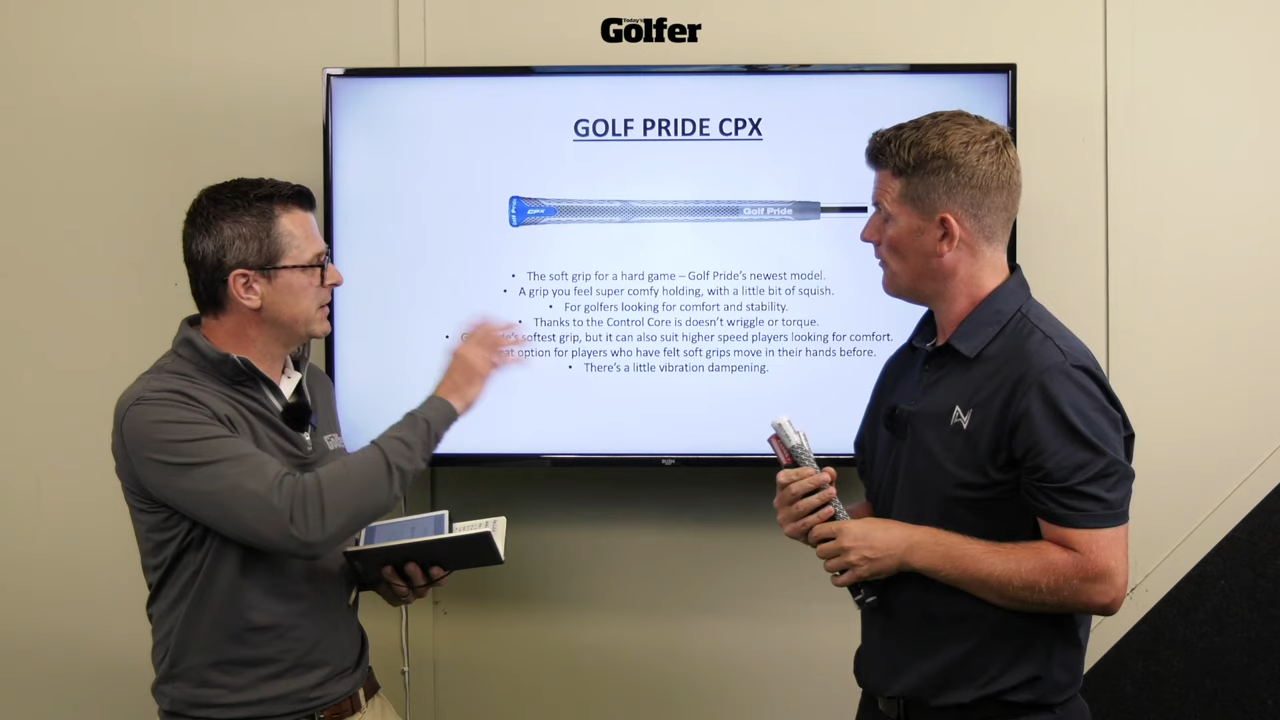 Today's
Golfer
GOLF PRIDE CPX
Golf Pride
CPX
Golf Pride
• The soft grip for a hard game – Golf Pride's newest model.
• A grip you feel super comfy holding, with a little bit of squish.
• For golfers looking for comfort and stability.
• Thanks to the Control Core is doesn't wriggle or torque.
• softest grip, but it can also suit higher speed players looking for comfort.
option for players who have felt soft grips move in their hands before.
• There's a little vibration dampening.